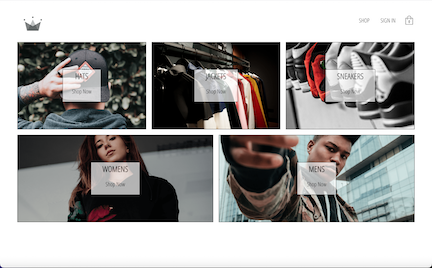 SHOP
SIGN IN
0
HATS
Shop Now
JACKETS
Shop Now
SNEAKERS
Shop Now
WOMENS
Shop Now
MENS
Shop Now